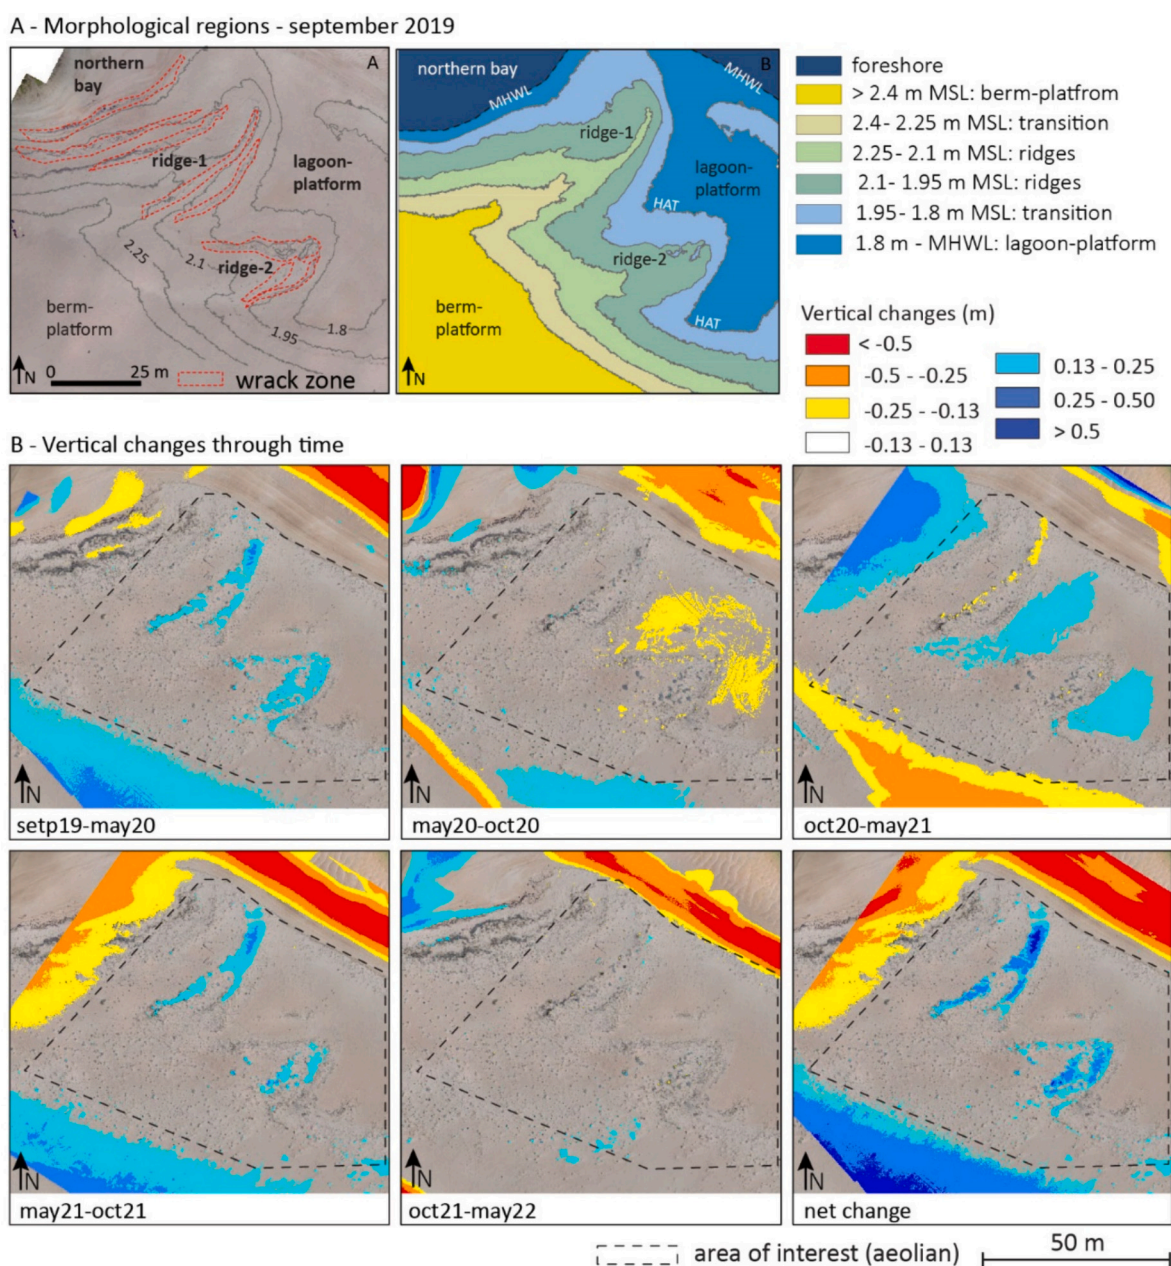 A - Morphological regions - september 2019
northern bay
A
ridge-1
lagoon-platform
2.25
2.1
ridge-2
berm-platform
1.95
1.8
N
0 25 m
wrack zone
northern bay
B
MHWL
MHWL
ridge-1
lagoon-platform
HAT
ridge-2
berm-platform
HAT
N
foreshore
> 2.4 m MSL: berm-platfrom
2.4- 2.25 m MSL: transition
2.25- 2.1 m MSL: ridges
2.1- 1.95 m MSL: ridges
1.95- 1.8 m MSL: transition
1.8 m - MHWL: lagoon-platform
Vertical changes (m)
< -0.5
-0.5 - -0.25
-0.25 - -0.13
-0.13 - 0.13
0.13 - 0.25
0.25 - 0.50
> 0.5
B - Vertical changes through time
N
setp19-may20
N
may20-oct20
N
oct20-may21
N
may21-oct21
N
oct21-may22
N
net change
area of interest (aeolian)
50 m